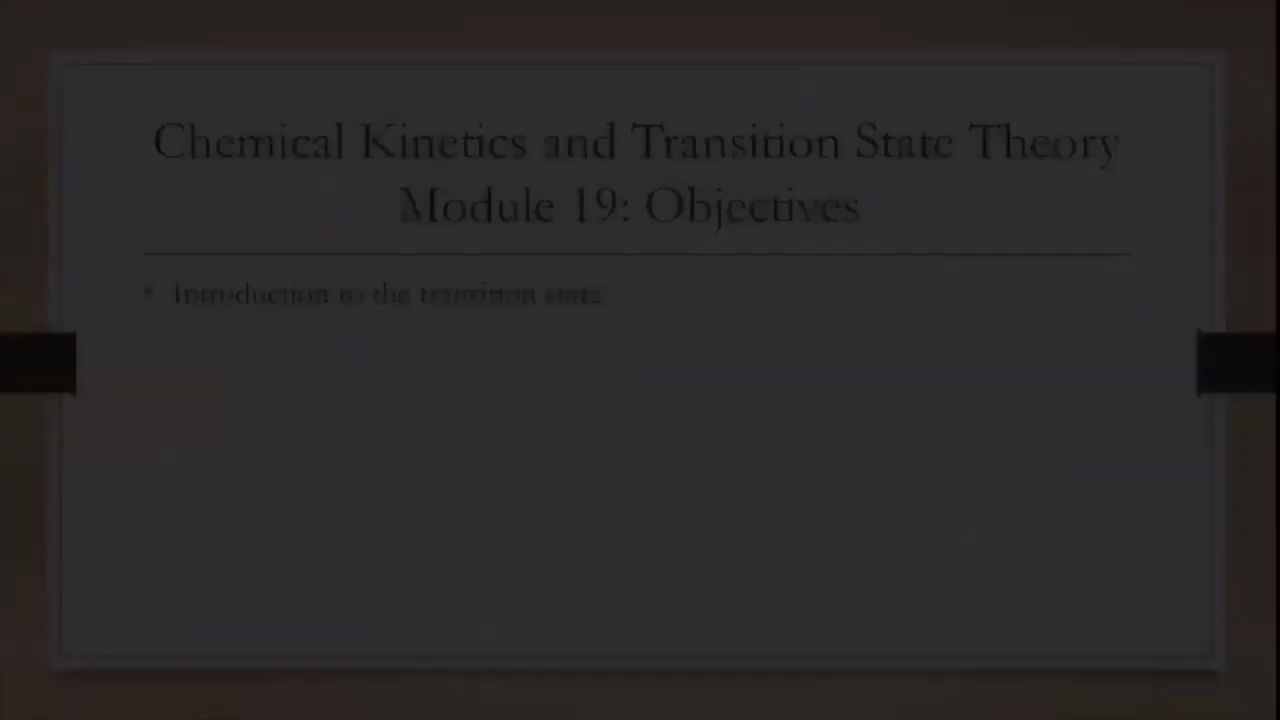 Chemical Kinetics and Transition State Theory
Module 19: Objectives
• Introduction to the transition state